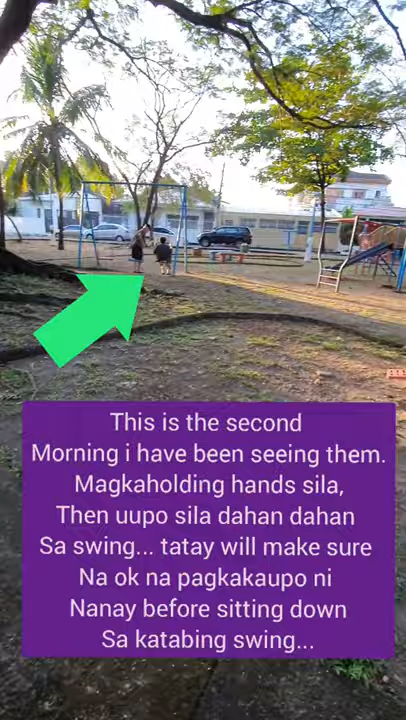 This is the second
Morning i have been seeing them.
Magkaholding hands sila,
Then uupo sila dahan dahan
Sa swing... tatay will make sure
Na ok na pagkakaupo ni
Nanay before sitting down
Sa katabing swing...